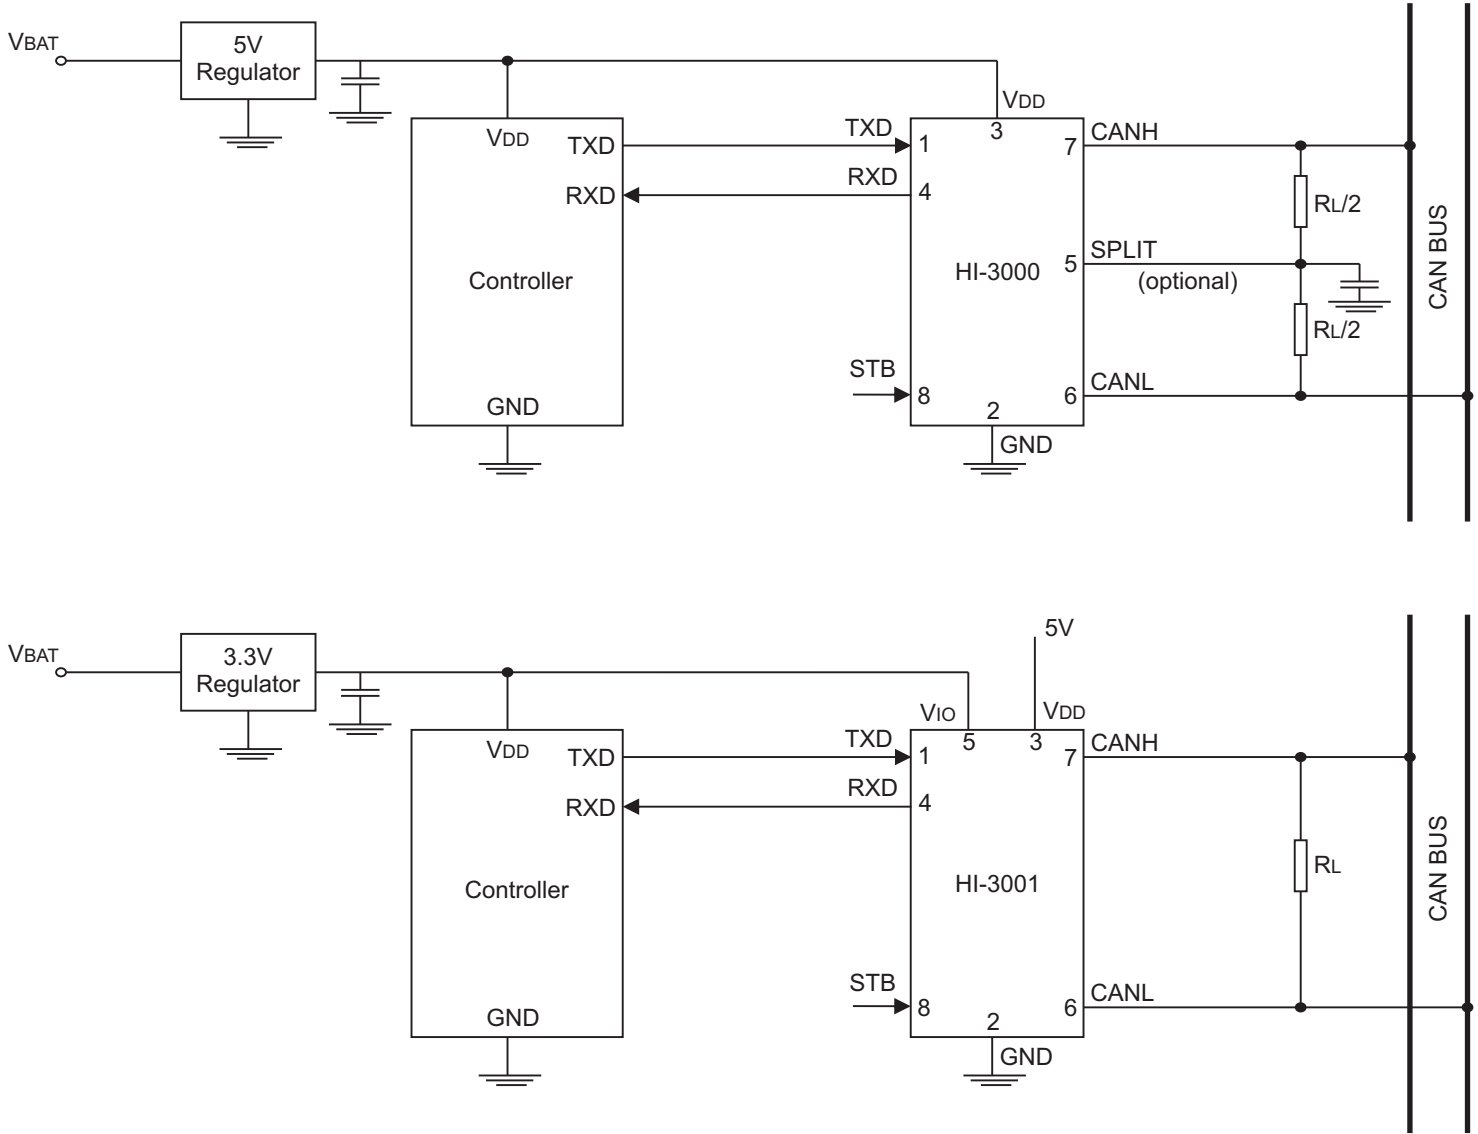 VBAT
5V
Regulator
VDD
TXD
RXD
Controller
GND
TXD
RXD
STB
VDD
3
1
4
HI-3000
8
2
GND
7
CANH
5
SPLIT
(optional)
6
CANL
RL/2
RL/2
CAN BUS
VBAT
3.3V
Regulator
VDD
TXD
RXD
Controller
GND
TXD
RXD
STB
VIO
5
5V
VDD
3
1
4
HI-3001
8
2
GND
7
CANH
6
CANL
RL
CAN BUS